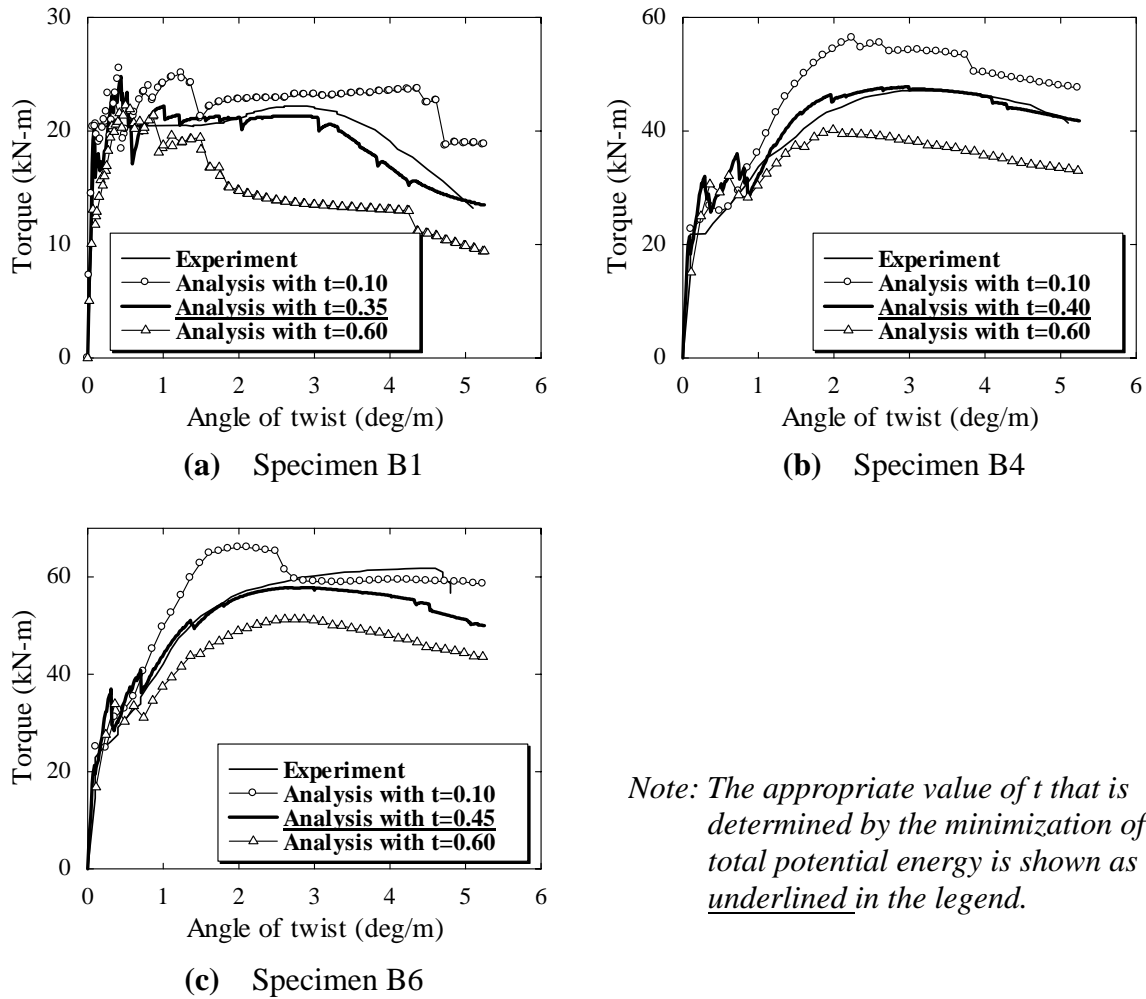 30
20
10
0
Torque (kN-m)
Experiment
Analysis with t=0.10
Analysis with t=0.35
Analysis with t=0.60
0 1 2 3 4 5 6
Angle of twist (deg/m)
(a) Specimen B1
60
40
20
0
Torque (kN-m)
Experiment
Analysis with t=0.10
Analysis with t=0.40
Analysis with t=0.60
0 1 2 3 4 5 6
Angle of twist (deg/m)
(b) Specimen B4
60
40
20
0
Torque (kN-m)
Experiment
Analysis with t=0.10
Analysis with t=0.45
Analysis with t=0.60
0 1 2 3 4 5 6
Angle of twist (deg/m)
(c) Specimen B6
Note: The appropriate value of t that is
determined by the minimization of
total potential energy is shown as
underlined in the legend.